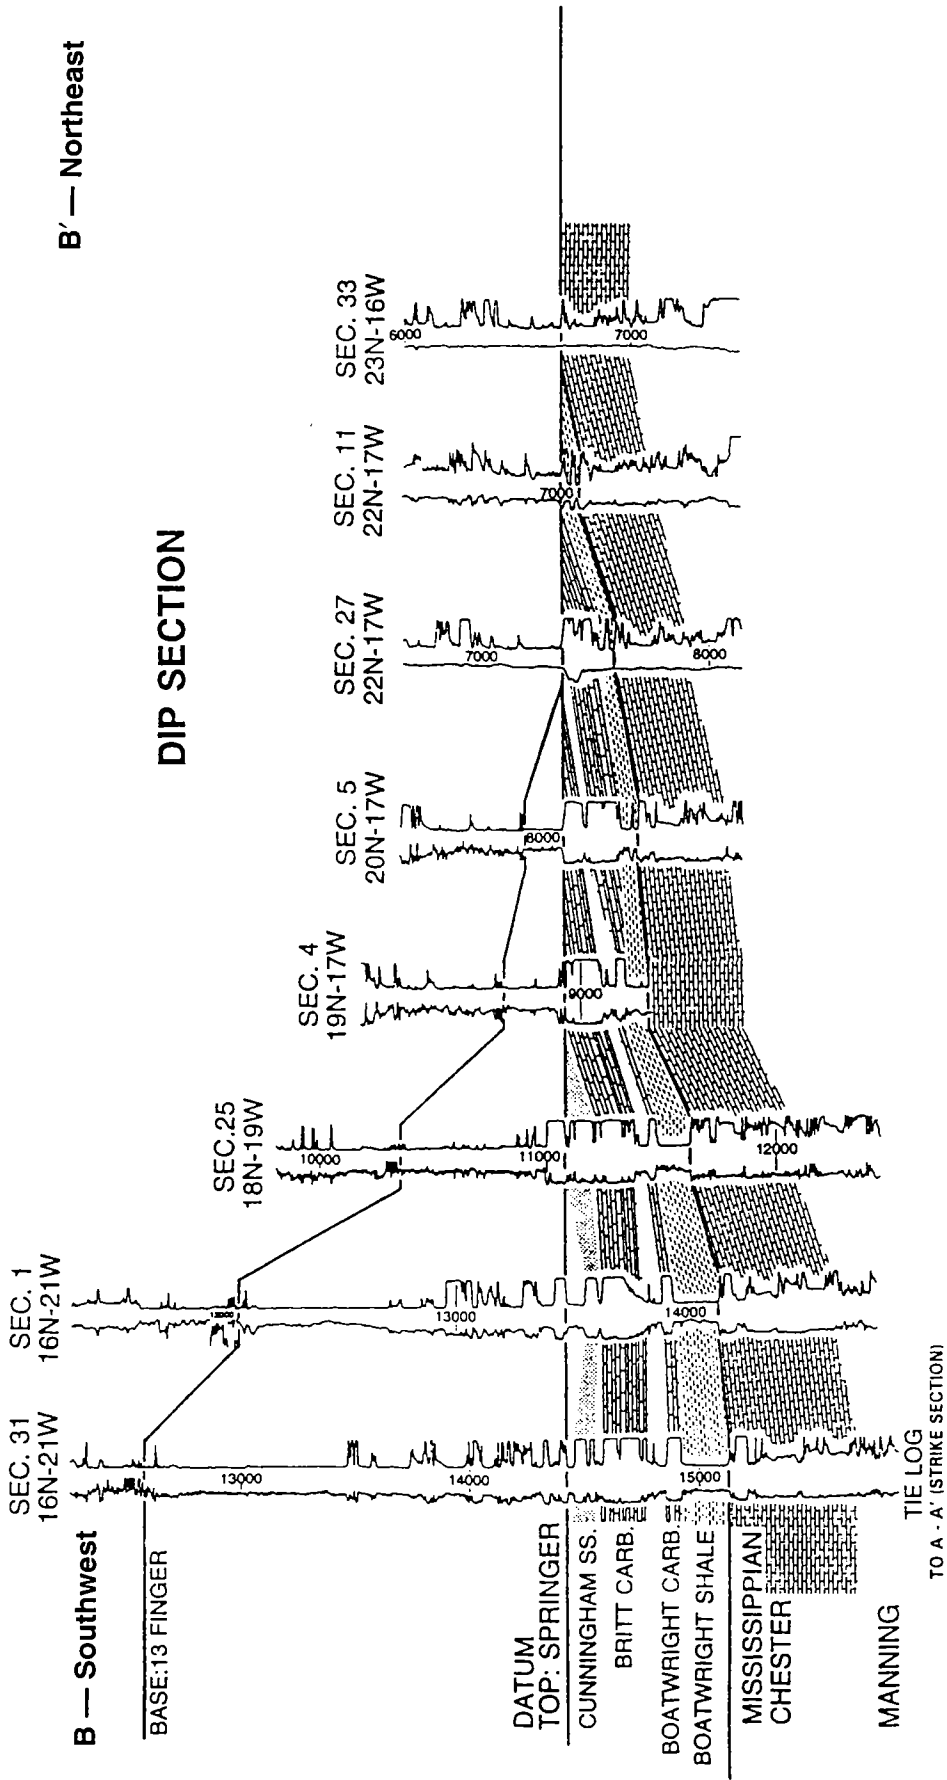 DIP SECTION
B — Southwest
B′ — Northeast
SEC. 31
16N-21W
SEC. 1
16N-21W
SEC.25
18N-19W
SEC. 4
19N-17W
SEC. 5
20N-17W
SEC. 27
22N-17W
SEC. 11
22N-17W
SEC. 33
23N-16W
BASE:13 FINGER
13000
14000
15000
12000
13000
14000
10000
11000
12000
9000
8000
7000
8000
7000
6000
7000
DATUM
TOP: SPRINGER
CUNNINGHAM SS.
BRITT CARB.
BOATWRIGHT CARB.
BOATWRIGHT SHALE
MISSISSIPPIAN
CHESTER
MANNING
TIE LOG
TO A - A′ (STRIKE SECTION)